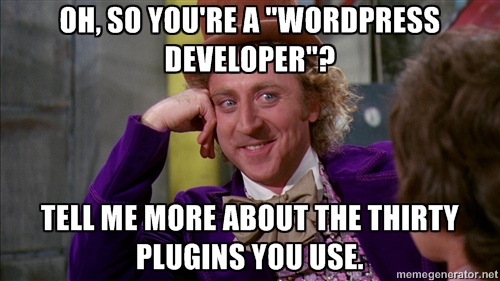 OH, SO YOU'RE A "WORDPRESS
DEVELOPER"?
TELL ME MORE ABOUT THE THIRTY
PLUGINS YOU USE.
memegenerator.net